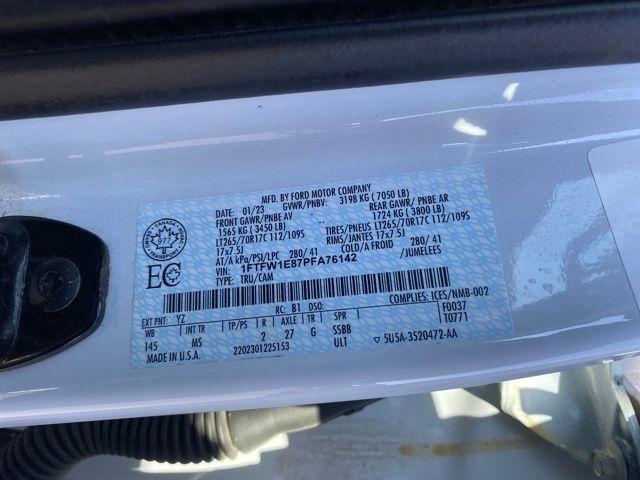 MFD. BY FORD MOTOR COMPANY
01/23 GVWR/PNBV: 3198 KG (7050 LB)
FRONT GAWR/PNBE AV REAR GAWR/ PNBE AR
1565 KG (3450 LB) 1724 KG (3800 LB)
LT265/70R17C 112/109S TIRES/PNEUS LT265/70R17C 112/109S
17x7.5J RIMS/JANTES 17x7.5J
AT/A kPa/PSI/LPC 280/ 41 COLD/A FROID 280/ 41
VIN: 1FTFW1E87PFA76142 /JUMELEES
TYPE: TRU/CAM
CANADA
977
EC
COMPLIES: ICES/NMB-002
EXT PNT: YZ RC: B1 DSO: F0037
WB INT TR TP/PS R AXLE TR SPR 10771
145 MS 2 27 G SSBB
MADE IN U.S.A. 2202301225153 ULT 5U5A-3520472-AA